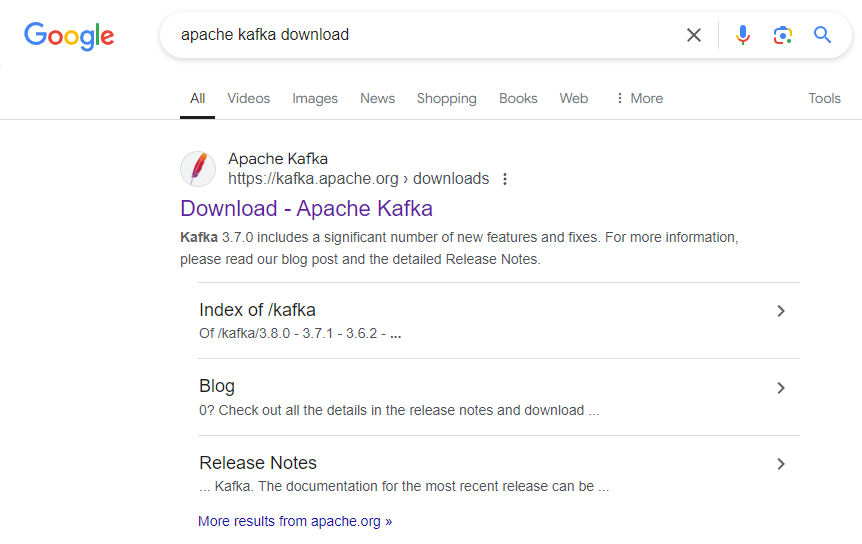 Google
apache kafka download
All Videos Images News Shopping Books Web More Tools
Apache Kafka
https://kafka.apache.org › downloads
Download - Apache Kafka
Kafka 3.7.0 includes a significant number of new features and fixes. For more information,
please read our blog post and the detailed Release Notes.
Index of /kafka
Of /kafka/3.8.0 - 3.7.1 - 3.6.2 - ...
Blog
0? Check out all the details in the release notes and download ...
Release Notes
... Kafka. The documentation for the most recent release can be ...
More results from apache.org »